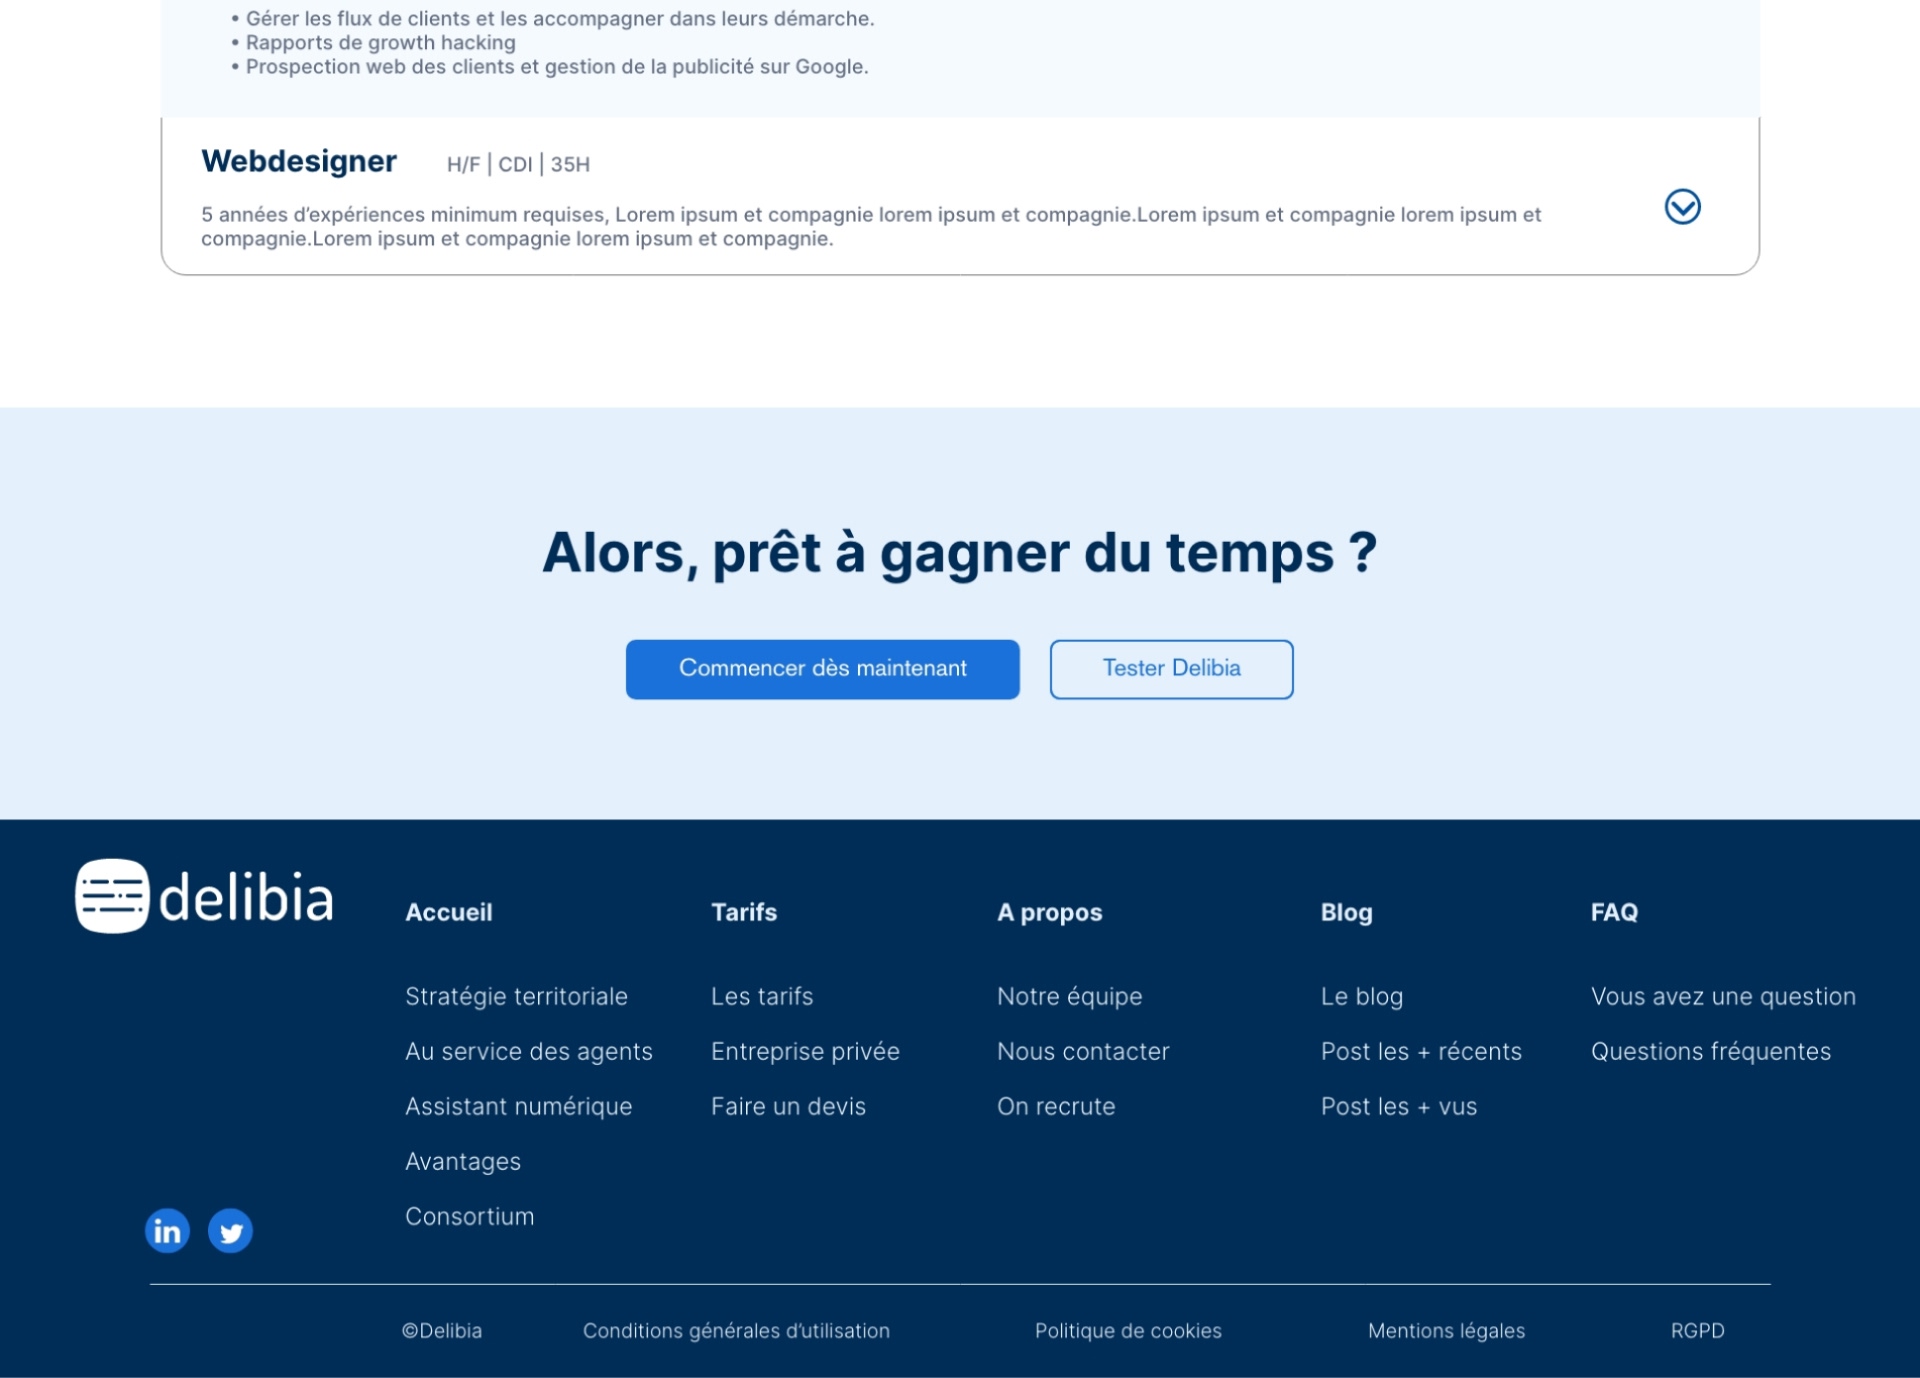 • Gérer les flux de clients et les accompagner dans leurs démarche.
• Rapports de growth hacking
• Prospection web des clients et gestion de la publicité sur Google.
Webdesigner H/F | CDI | 35H
5 années d’expériences minimum requises, Lorem ipsum et compagnie lorem ipsum et compagnie.Lorem ipsum et compagnie lorem ipsum et
compagnie.Lorem ipsum et compagnie lorem ipsum et compagnie.
Alors, prêt à gagner du temps ?
Commencer dès maintenant
Tester Delibia
delibia
Accueil
Stratégie territoriale
Au service des agents
Assistant numérique
Avantages
Consortium
Tarifs
Les tarifs
Entreprise privée
Faire un devis
A propos
Notre équipe
Nous contacter
On recrute
Blog
Le blog
Post les + récents
Post les + vus
FAQ
Vous avez une question
Questions fréquentes
in
©Delibia
Conditions générales d’utilisation
Politique de cookies
Mentions légales
RGPD